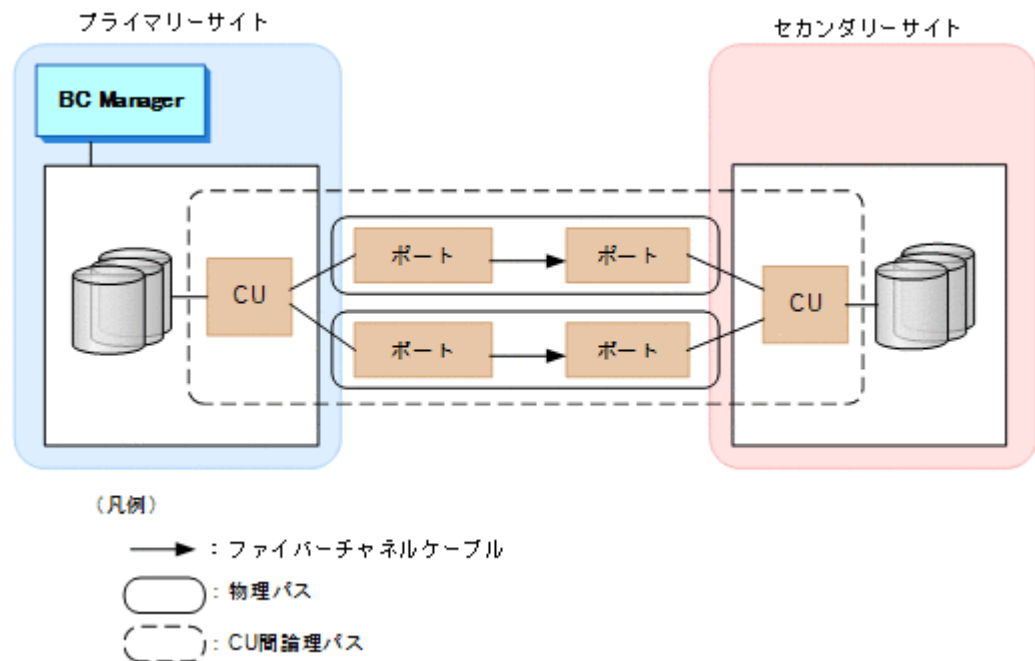 プライマリーサイト
セカンダリーサイト
BC Manager
ポート
ポート
CU
CU
ポート
ポート
（凡例）
：ファイバーチャネルケーブル
：物理パス
：CU間論理パス